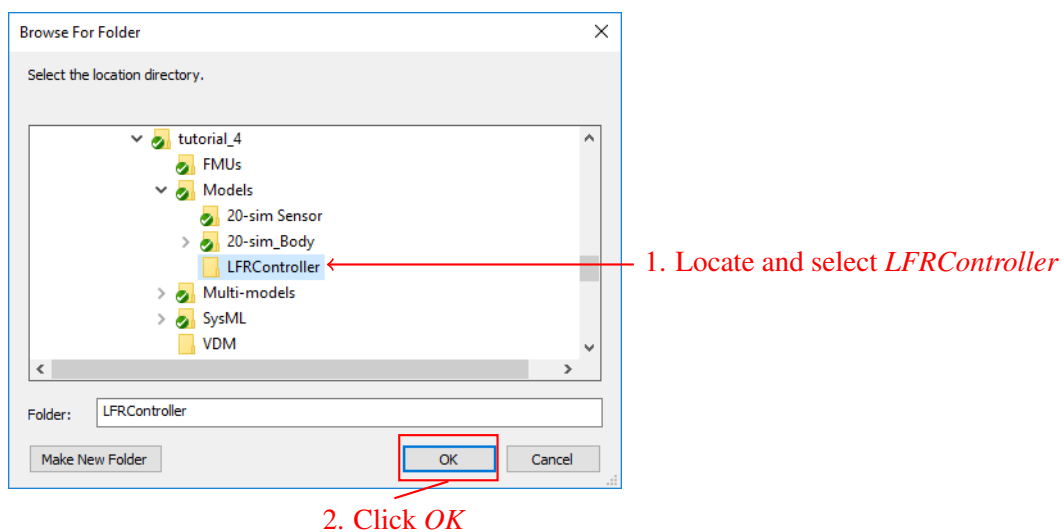 Browse For Folder
Select the location directory.
tutorial_4
FMUs
Models
20-sim Sensor
20-sim_Body
LFRController
1. Locate and select LFRController
Multi-models
SysML
VDM
Folder: LFRController
Make New Folder OK Cancel
2. Click OK